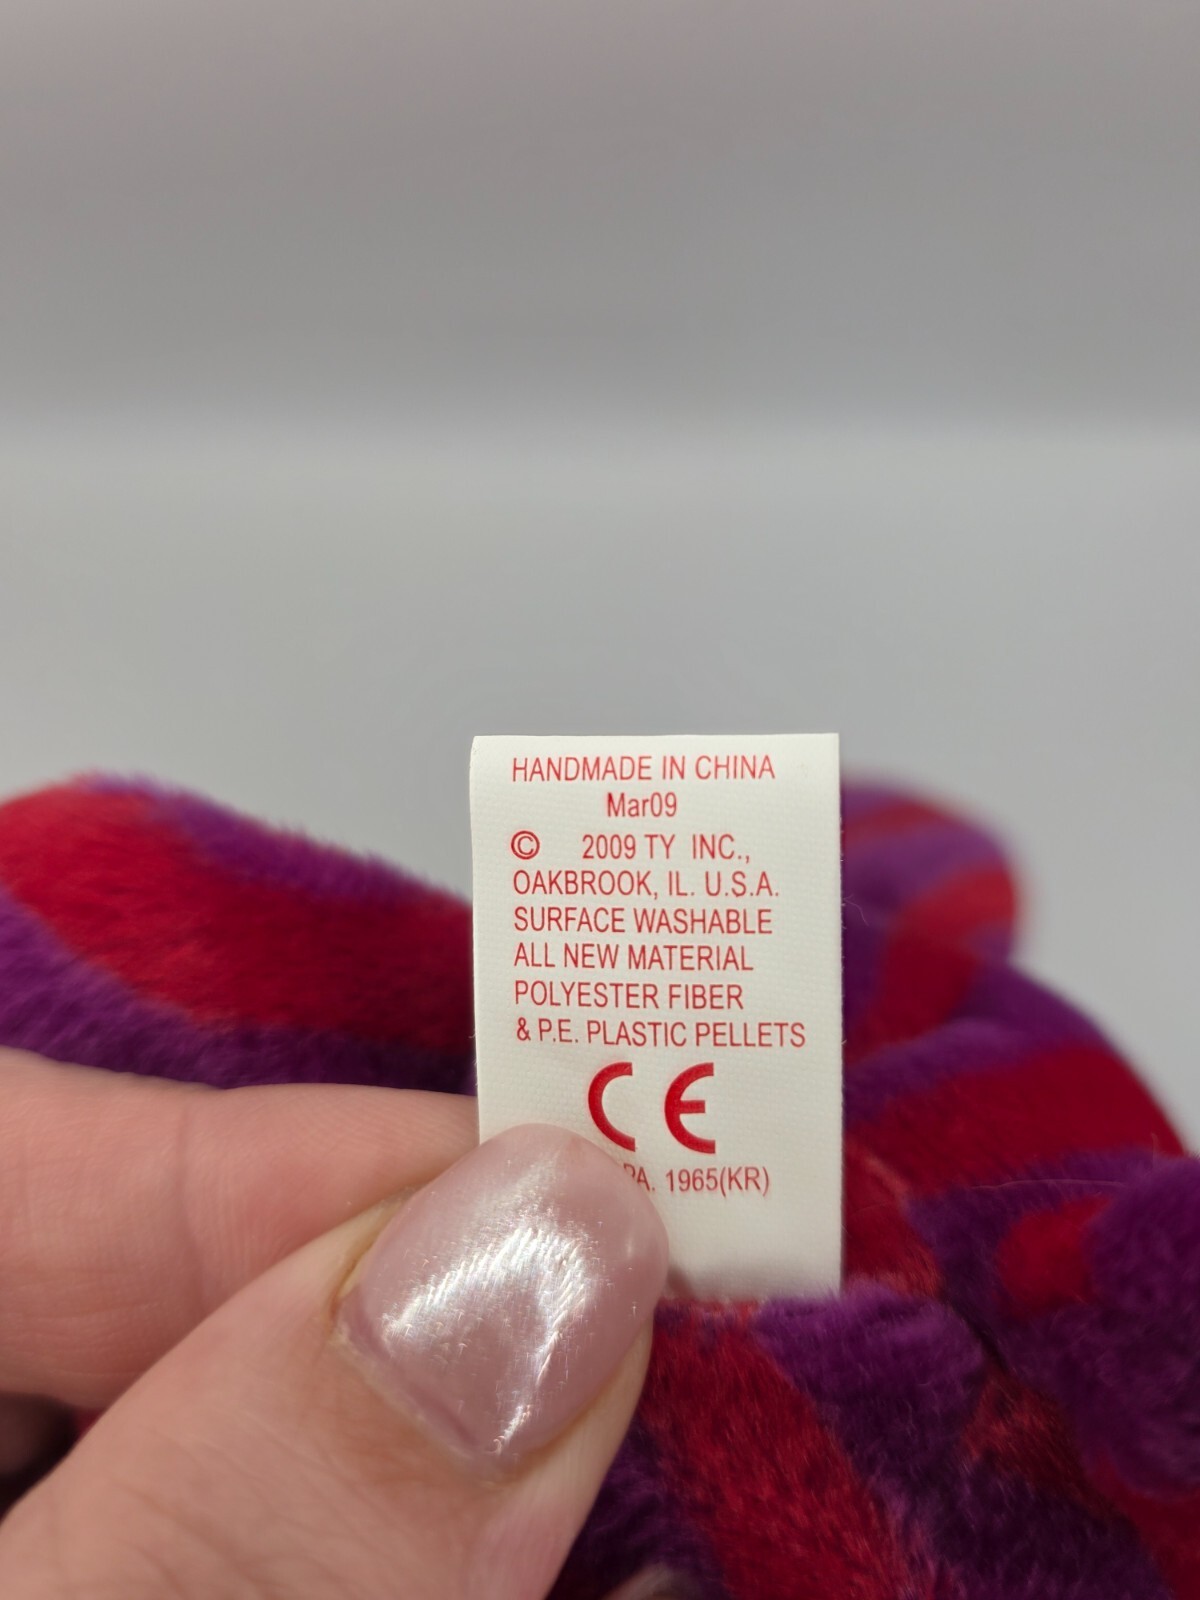 HANDMADE IN CHINA
Mar09
© 2009 TY INC.,
OAKBROOK, IL. U.S.A.
SURFACE WASHABLE
ALL NEW MATERIAL
POLYESTER FIBER
& P.E. PLASTIC PELLETS
CE
1965(KR)